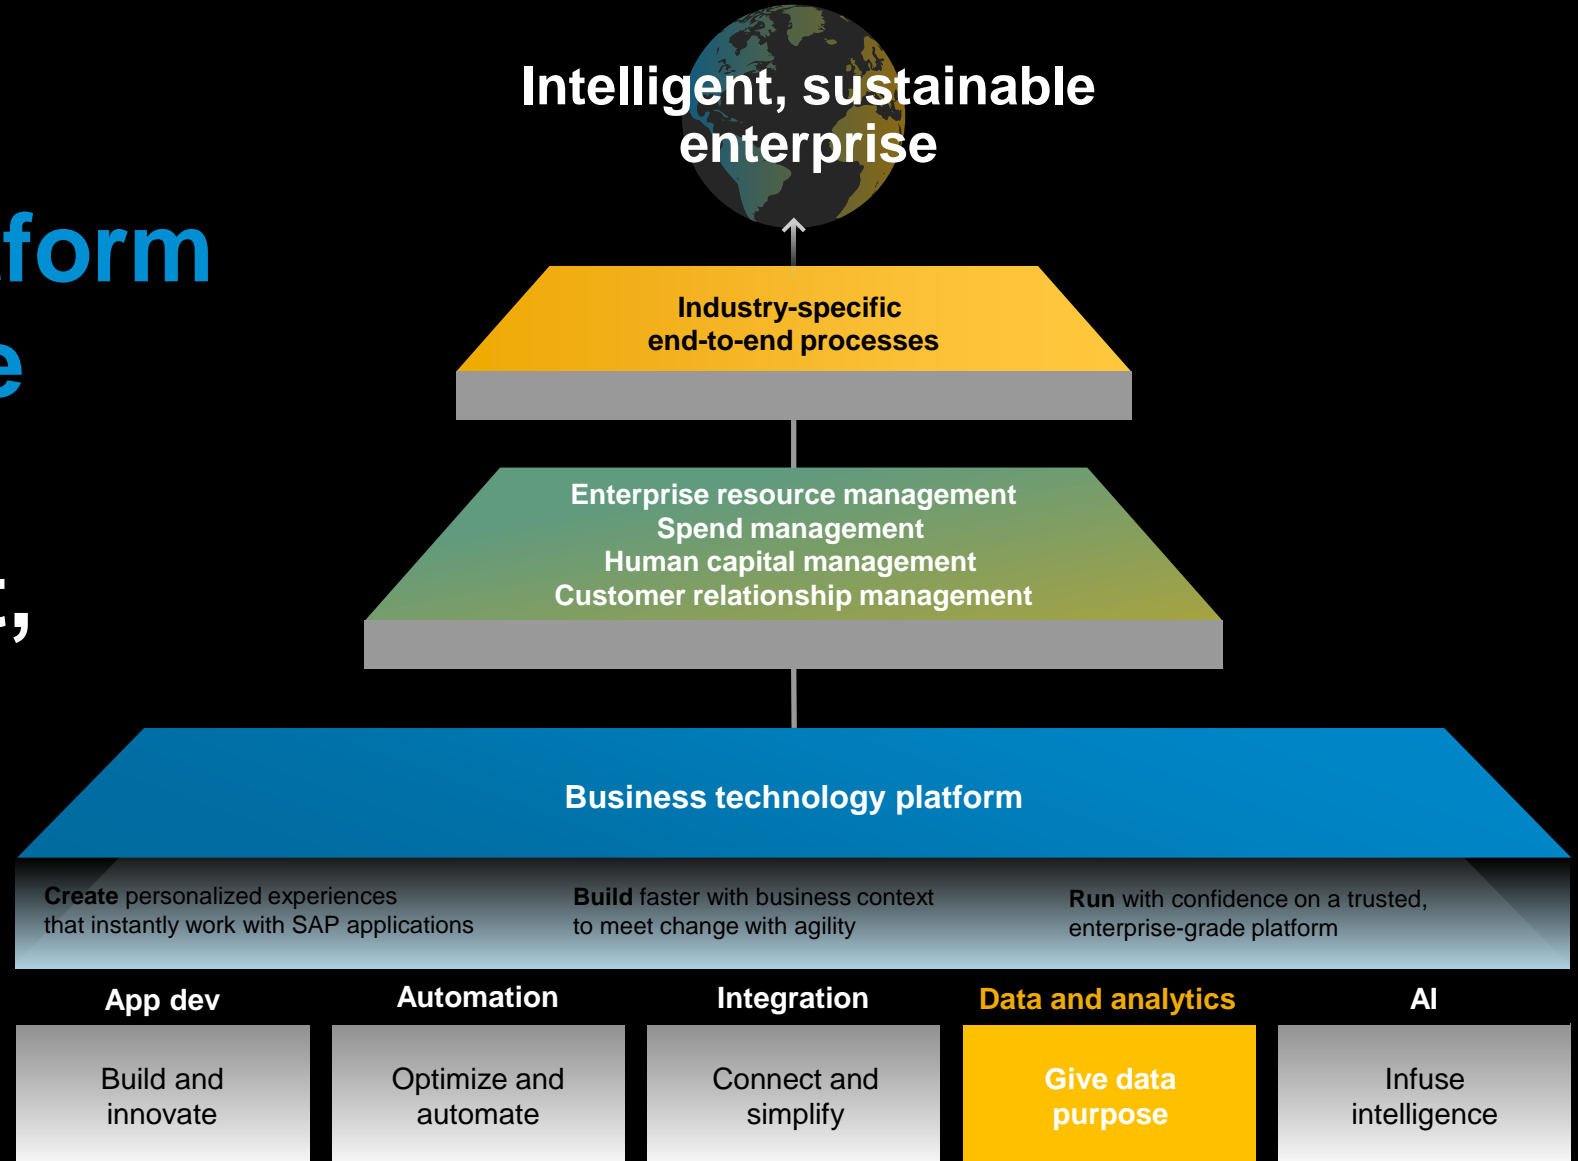 Intelligent, sustainable
enterprise
form
e
t,
Industry-specific
end-to-end processes
Enterprise resource management
Spend management
Human capital management
Customer relationship management
Business technology platform
Create personalized experiences
that instantly work with SAP applications
Build faster with business context
to meet change with agility
Run with confidence on a trusted,
enterprise-grade platform
App dev
Automation
Integration
Data and analytics
AI
Build and
innovate
Optimize and
automate
Connect and
simplify
Give data
purpose
Infuse
intelligence